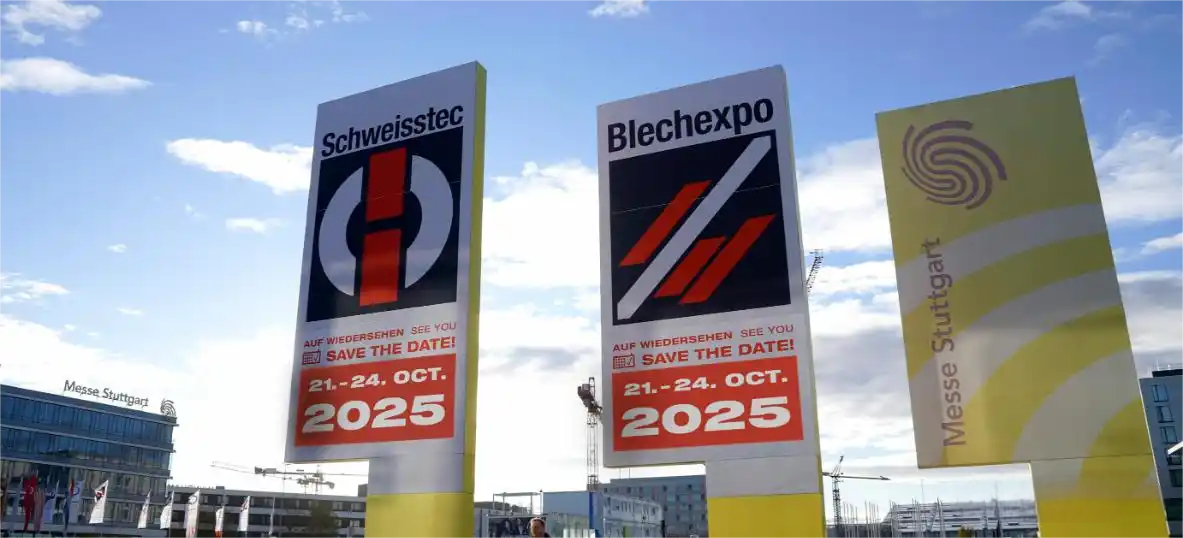 Schweisstec
AUF WIEDERSEHEN SEE YOU
SAVE THE DATE!
21.-24. OCT.
2025
Blechexpo
AUF WIEDERSEHEN SEE YOU
SAVE THE DATE!
21.-24. OCT.
2025
Messe Stuttgart
Messe Stuttgart